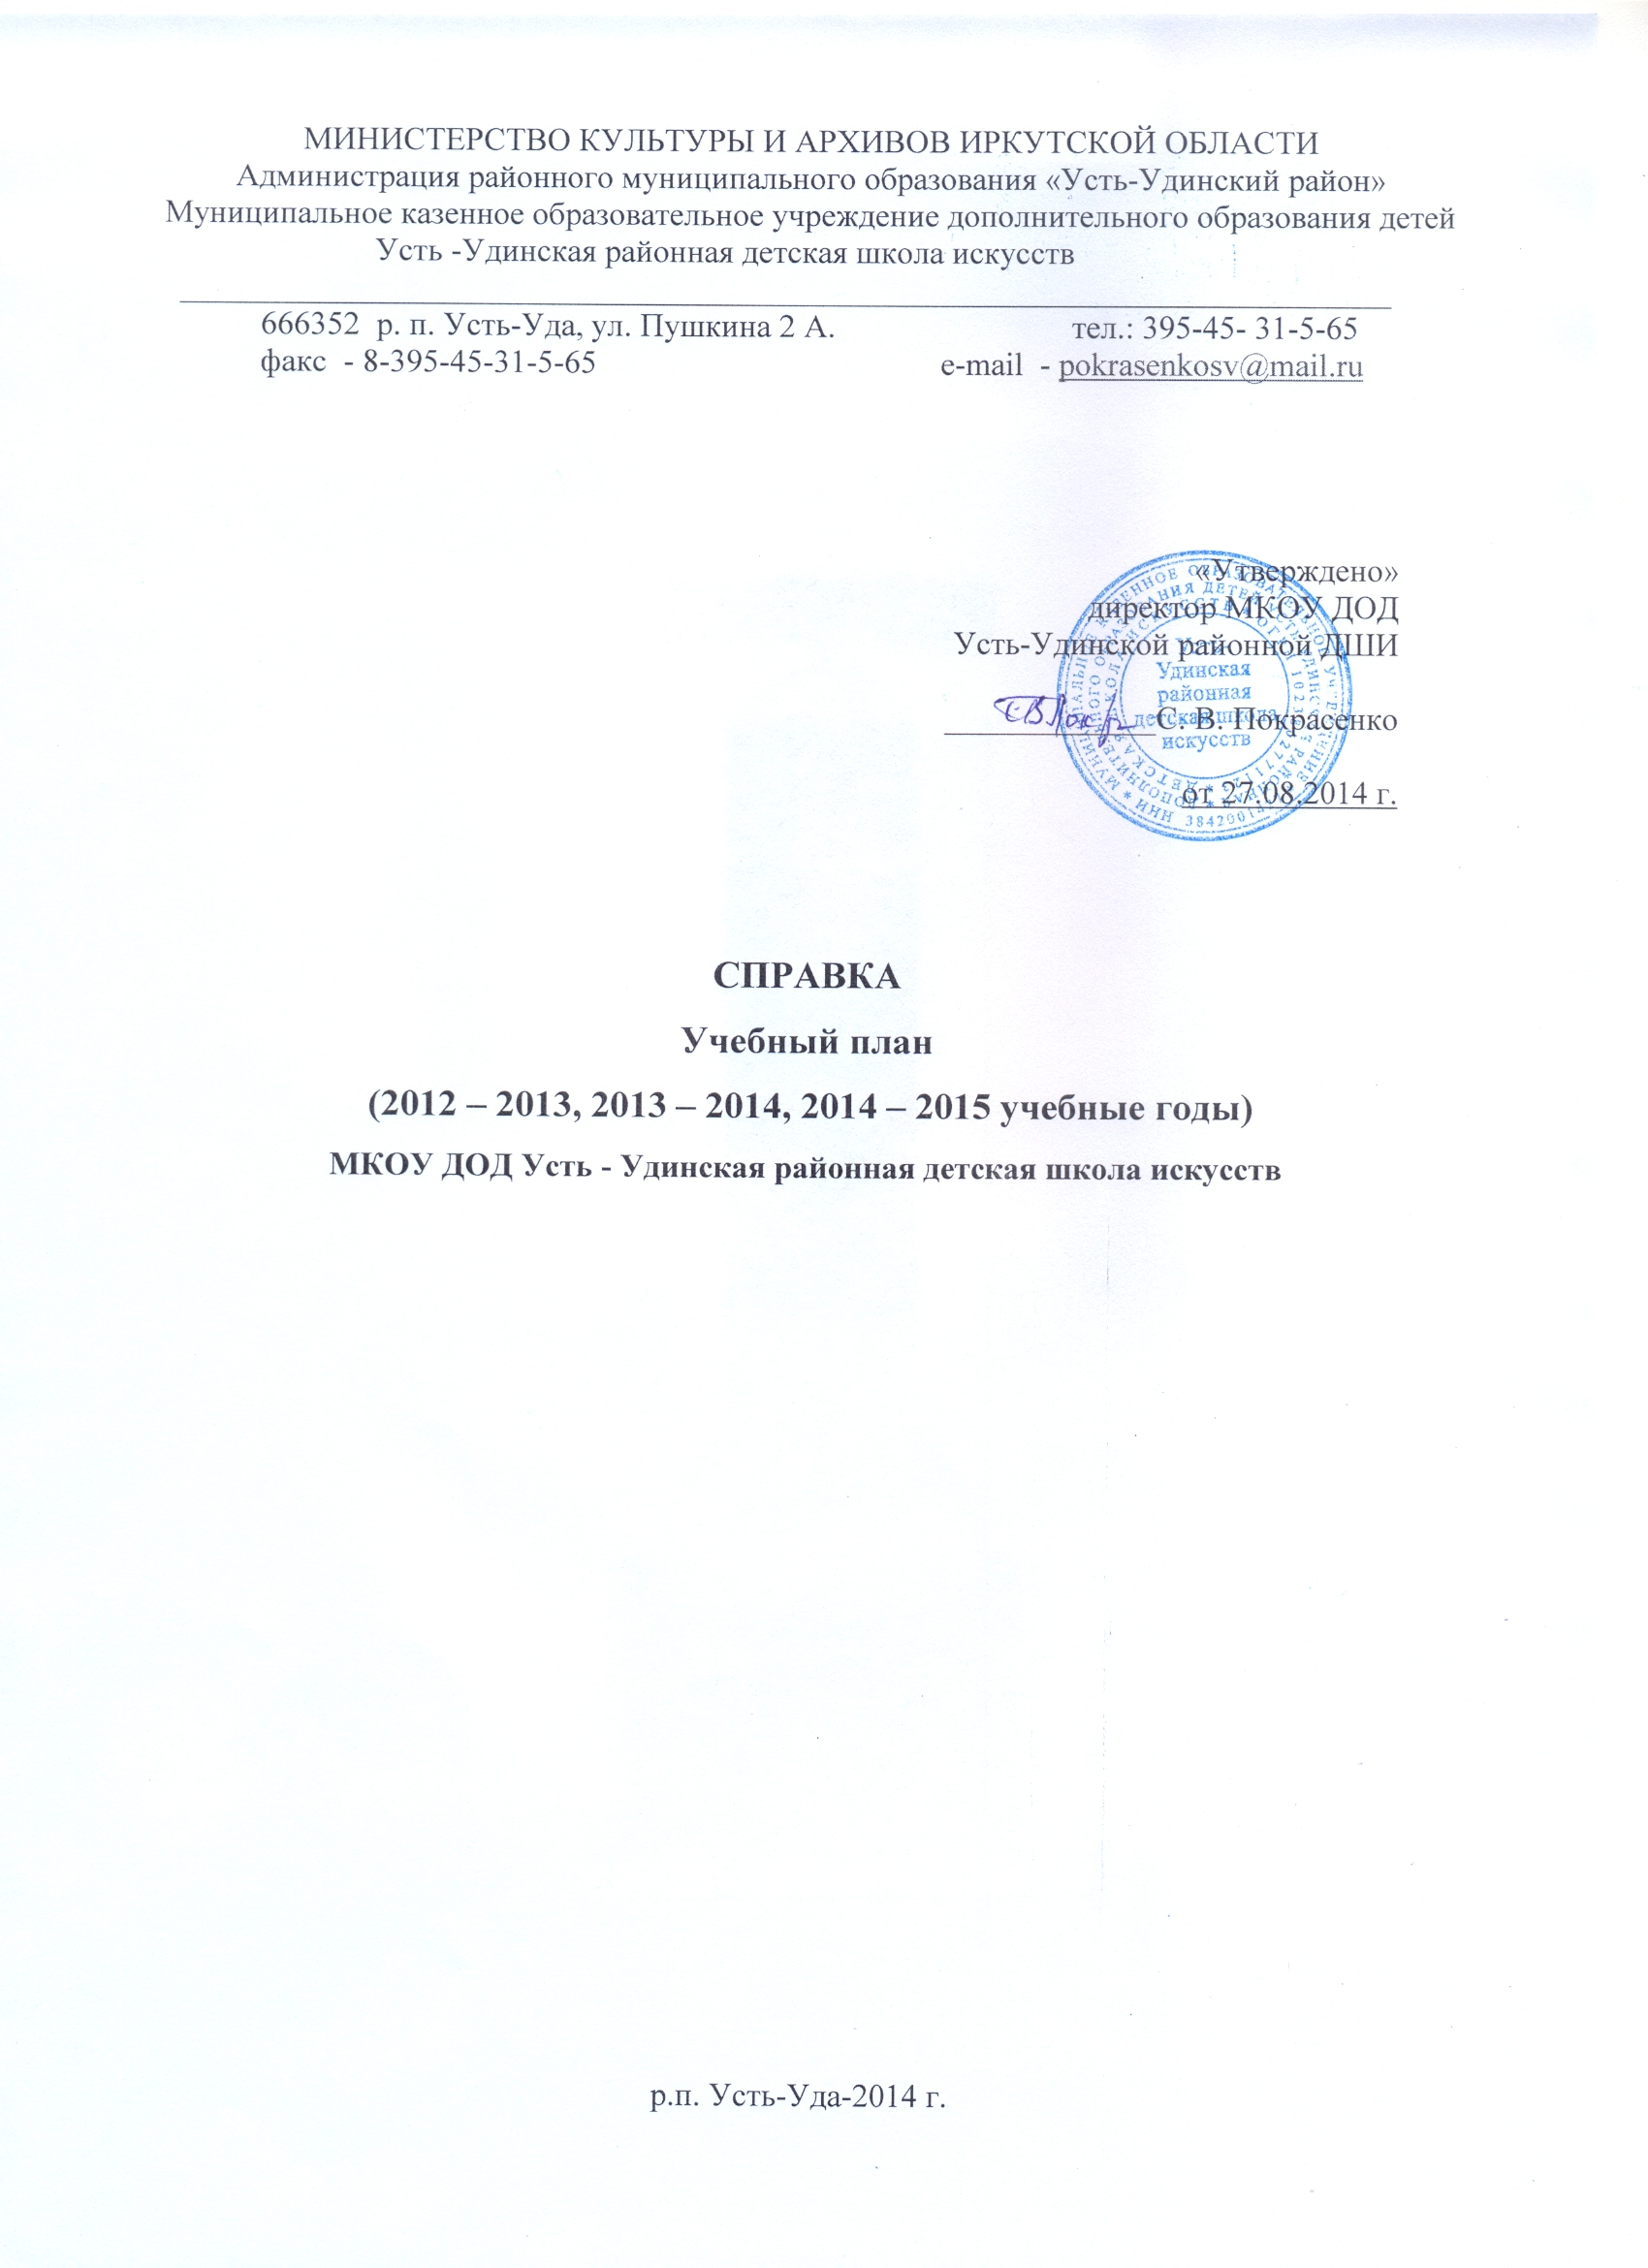 МИНИСТЕРСТВО КУЛЬТУРЫ И АРХИВОВ ИРКУТСКОЙ ОБЛАСТИ
Администрация районного муниципального образования «Усть-Удинский район»
Муниципальное казенное образовательное учреждение дополнительного образования детей
Усть -Удинская районная детская школа искусств
666352 р. п. Усть-Уда, ул. Пушкина 2 А. тел.: 395-45- 31-5-65
факс - 8-395-45-31-5-65 e-mail - pokrasenkosv@mail.ru
«Утверждено»
директор МКОУ ДОД
Усть-Удинской районной ДШИ
С. В. Покрасенко
от 27.08.2014 г.
Усть-
Удинская
районная
детская школа
искусств
СПРАВКА
Учебный план
(2012 – 2013, 2013 – 2014, 2014 – 2015 учебные годы)
МКОУ ДОД Усть - Удинская районная детская школа искусств
р.п. Усть-Уда-2014 г.